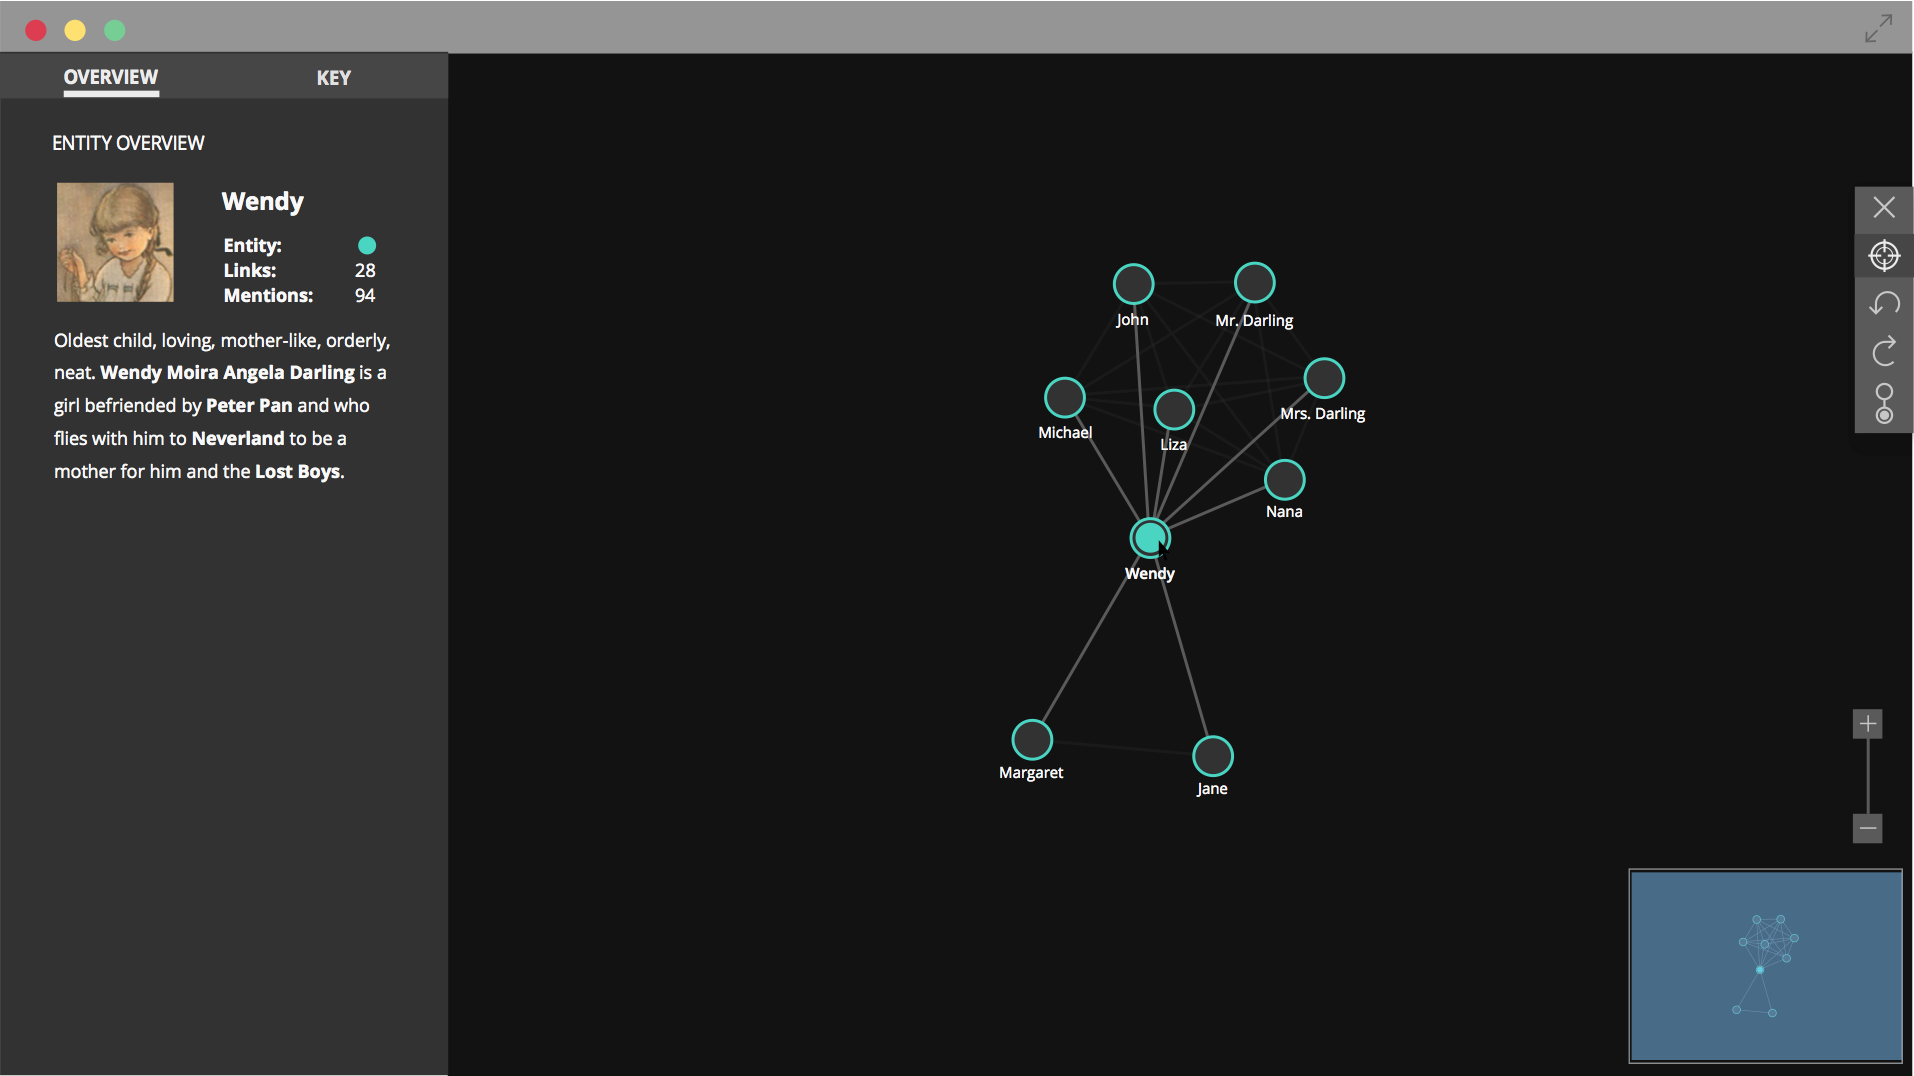 OVERVIEW
KEY
ENTITY OVERVIEW
Wendy
Entity:
Links: 28
Mentions: 94
Oldest child, loving, mother-like, orderly,
neat. Wendy Moira Angela Darling is a
girl befriended by Peter Pan and who
flies with him to Neverland to be a
mother for him and the Lost Boys.
John
Mr. Darling
Michael
Liza
Mrs. Darling
Nana
Wendy
Margaret
Jane